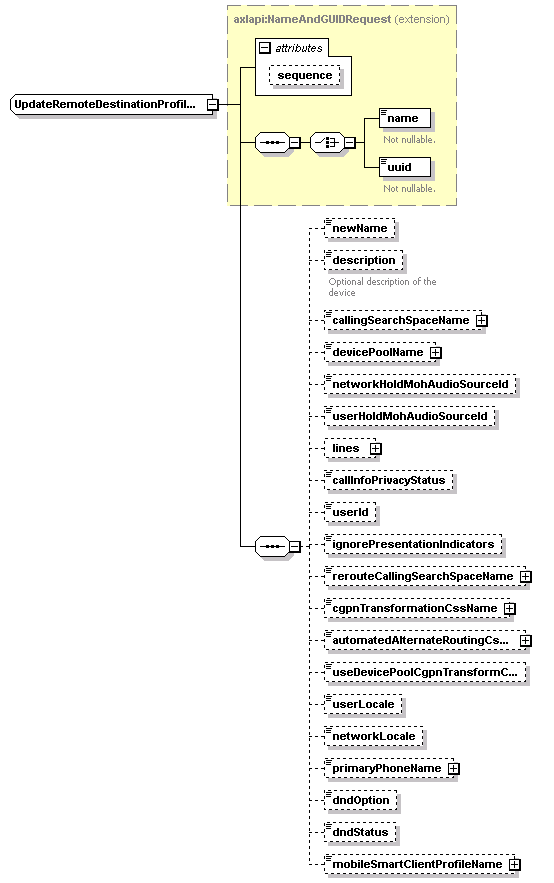 axlapi:NameAndGUIDRequest (extension)
attributes
sequence
UpdateRemoteDestinationProfil...
name
Not nullable.
uuid
Not nullable.
newName
description
Optional description of the
device
callingSearchSpaceName
devicePoolName
networkHoldMohAudioSourceId
userHoldMohAudioSourceId
lines
callInfoPrivacyStatus
userId
ignorePresentationIndicators
rerouteCallingSearchSpaceName
cgpnTransformationCssName
automatedAlternateRoutingCs...
useDevicePoolCgpnTransformC...
userLocale
networkLocale
primaryPhoneName
dndOption
dndStatus
mobileSmartClientProfileName